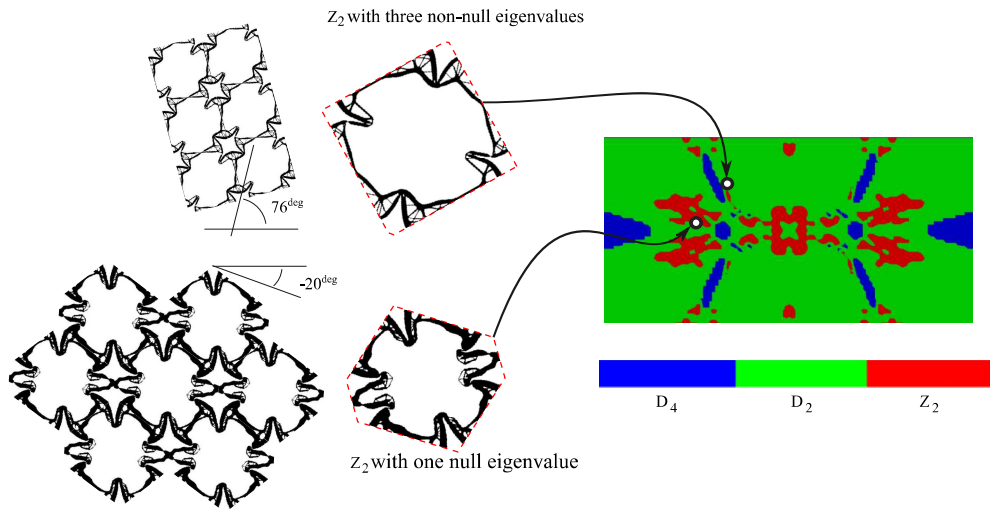 Z₂ with three non-null eigenvalues
76deg
-20deg
Z₂ with one null eigenvalue
D₄ D₂ Z₂